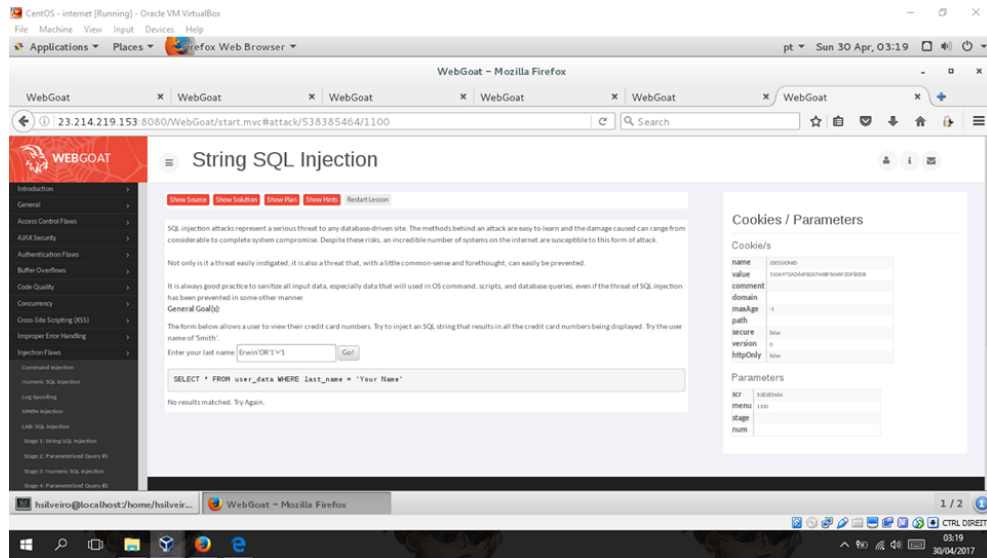 CentOS - internet [Running] - Oracle VM VirtualBox
File Machine View Input Devices Help
Applications Places Firefox Web Browser pt Sun 30 Apr, 03:19
WebGoat - Mozilla Firefox
WebGoat WebGoat WebGoat WebGoat WebGoat WebGoat
23.214.219.153:8080/WebGoat/start.mvc#attack/538385464/1100 Search
WEBGOAT
String SQL Injection
Introduction
General
Access Control Flaws
AJAX Security
Authentication Flaws
Buffer Overflows
Code Quality
Concurrency
Cross-Site Scripting (XSS)
Improper Error Handling
Injection Flaws
Command Injection
Numeric SQL Injection
Log Spoofing
XPATH Injection
LAB: SQL Injection
Stage 1: String SQL Injection
Stage 2: Parameterized Query #1
Stage 3: Numeric SQL Injection
Stage 4: Parameterized Query #2
Show Source Show Solution Show Plan Show Hints Restart Lesson
SQL injection attacks represent a serious threat to any database-driven site. The methods behind an attack are easy to learn and the damage caused can range from
considerable to complete system compromise. Despite these risks, an incredible number of systems on the internet are susceptible to this form of attack.
Not only is it a threat easily instigated, it is also a threat that, with a little common-sense and forethought, can easily be prevented.
It is always good practice to sanitize all input data, especially data that will used in OS command, scripts, and database queries, even if the threat of SQL injection
has been prevented in some other manner.
General Goal(s):
The form below allows a user to view their credit card numbers. Try to inject an SQL string that results in all the credit card numbers being displayed. Try the user
name of 'Smith'.
Enter your last name: Erwin'OR'1'='1 Go!
SELECT * FROM user_data WHERE last_name = 'Your Name'
No results matched. Try Again.
Cookies / Parameters
Cookie/s
name JSESSIONID
value
comment
domain
maxAge -1
path
secure false
version 0
httpOnly false
Parameters
scr 538385464
menu 1100
stage
num
hsilveiro@localhost:/home/hsilveir... WebGoat - Mozilla Firefox 1 / 2
CTRL DIREIT
03:19
30/04/2017